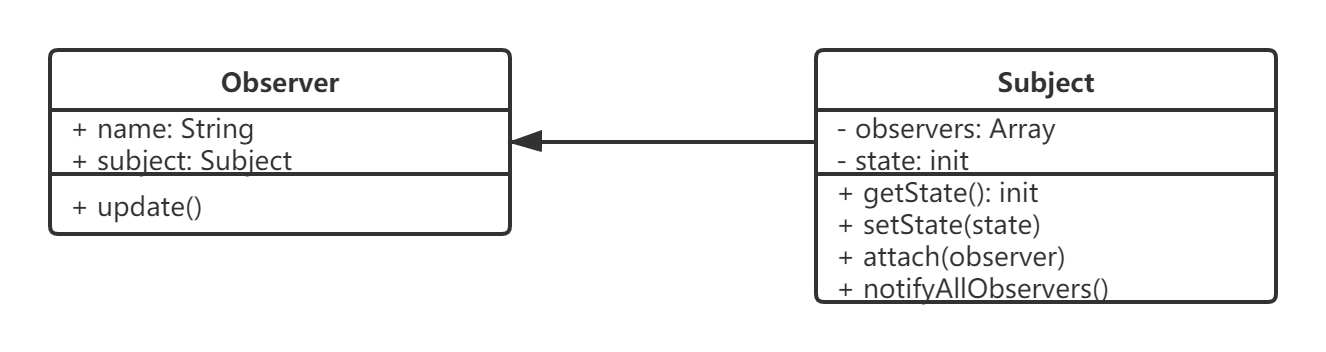 Observer
+ name: String
+ subject: Subject
+ update()
Subject
- observers: Array
- state: init
+ getState(): init
+ setState(state)
+ attach(observer)
+ notifyAllObservers()